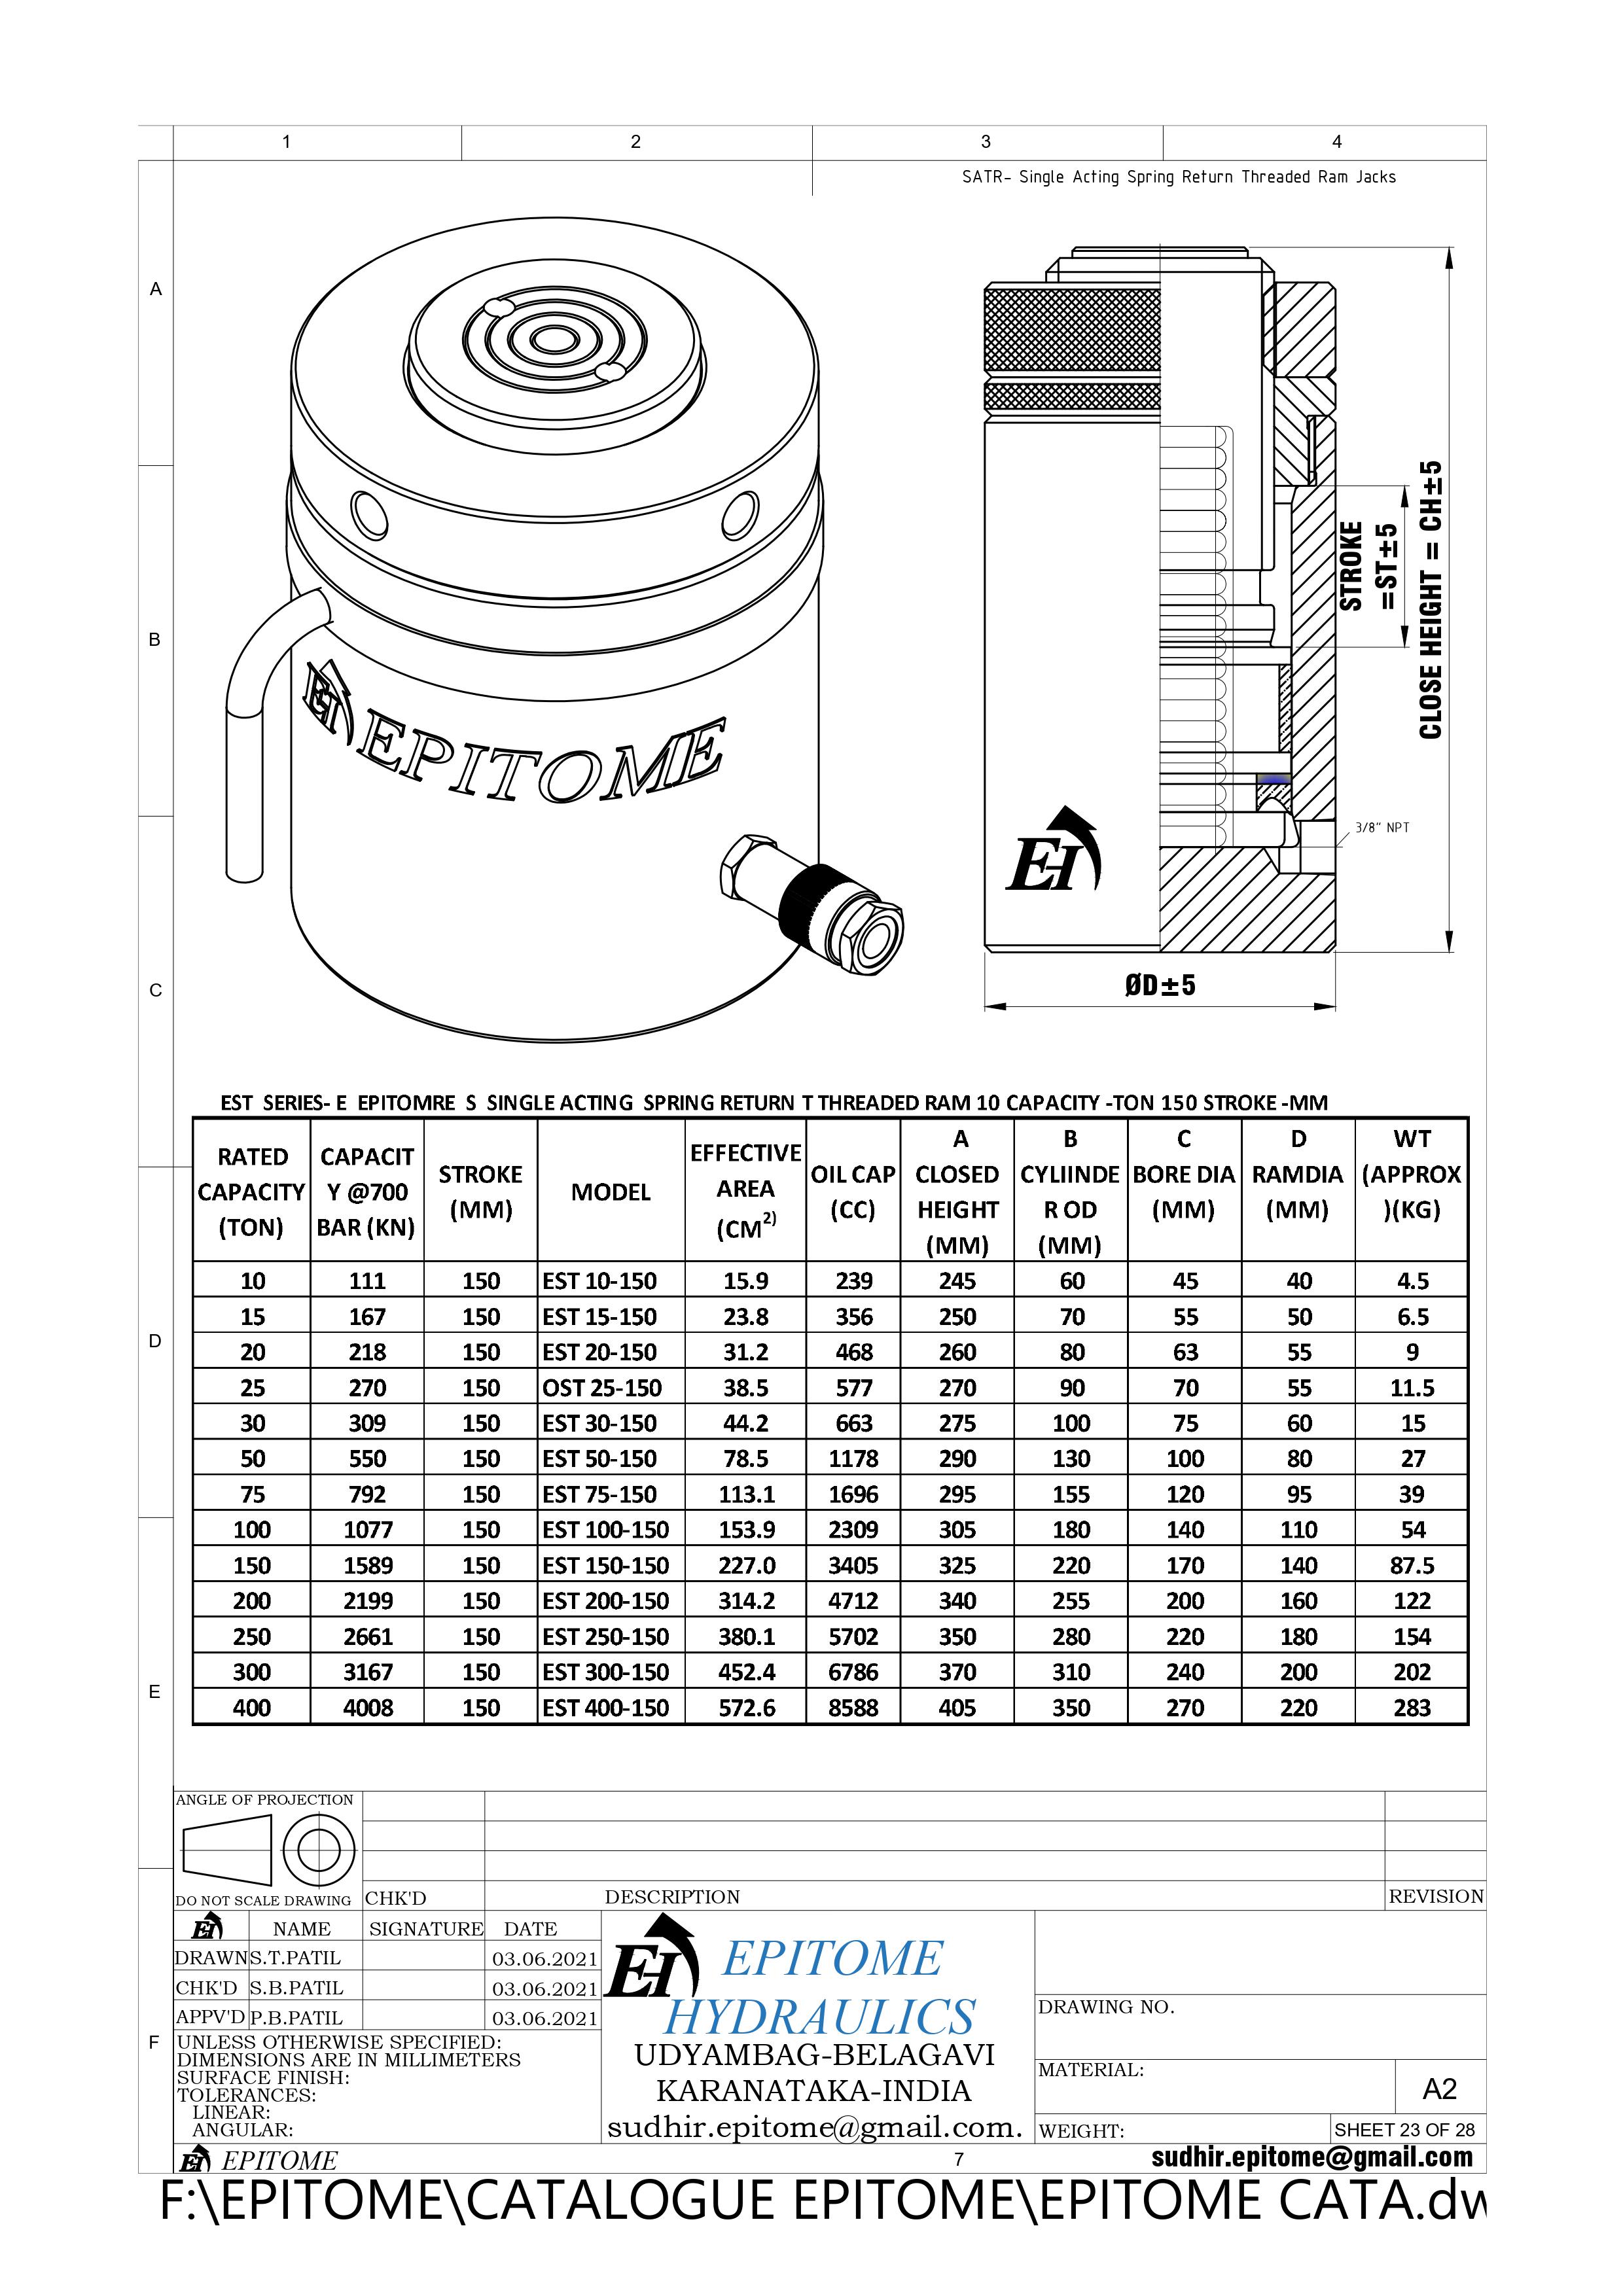 1 2 3 4
SATR- Single Acting Spring Return Threaded Ram Jacks
A
B
C
D
E
F
EI EPITOME
EI
STROKE
=ST±5
CLOSE HEIGHT = CH±5
3/8" NPT
ØD±5
EST SERIES- E EPITOMRE S SINGLE ACTING SPRING RETURN T THREADED RAM 10 CAPACITY -TON 150 STROKE -MM
RATED CAPACITY (TON) | CAPACIT Y @700 BAR (KN) | STROKE (MM) | MODEL | EFFECTIVE AREA (CM2) | OIL CAP (CC) | A CLOSED HEIGHT (MM) | B CYLIINDE R OD (MM) | C BORE DIA (MM) | D RAMDIA (MM) | WT (APPROX )(KG)
10 111 150 EST 10-150 15.9 239 245 60 45 40 4.5
15 167 150 EST 15-150 23.8 356 250 70 55 50 6.5
20 218 150 EST 20-150 31.2 468 260 80 63 55 9
25 270 150 OST 25-150 38.5 577 270 90 70 55 11.5
30 309 150 EST 30-150 44.2 663 275 100 75 60 15
50 550 150 EST 50-150 78.5 1178 290 130 100 80 27
75 792 150 EST 75-150 113.1 1696 295 155 120 95 39
100 1077 150 EST 100-150 153.9 2309 305 180 140 110 54
150 1589 150 EST 150-150 227.0 3405 325 220 170 140 87.5
200 2199 150 EST 200-150 314.2 4712 340 255 200 160 122
250 2661 150 EST 250-150 380.1 5702 350 280 220 180 154
300 3167 150 EST 300-150 452.4 6786 370 310 240 200 202
400 4008 150 EST 400-150 572.6 8588 405 350 270 220 283
ANGLE OF PROJECTION
DO NOT SCALE DRAWING CHK'D DESCRIPTION REVISION
EI NAME SIGNATURE DATE
DRAWN S.T.PATIL 03.06.2021
CHK'D S.B.PATIL 03.06.2021
APPV'D P.B.PATIL 03.06.2021
UNLESS OTHERWISE SPECIFIED:
DIMENSIONS ARE IN MILLIMETERS
SURFACE FINISH:
TOLERANCES:
LINEAR:
ANGULAR:
EI EPITOME
HYDRAULICS
UDYAMBAG-BELAGAVI
KARANATAKA-INDIA
sudhir.epitome@gmail.com.
DRAWING NO.
MATERIAL:
A2
WEIGHT: SHEET 23 OF 28
EI EPITOME 7 sudhir.epitome@gmail.com
F:\EPITOME\CATALOGUE EPITOME\EPITOME CATA.dw